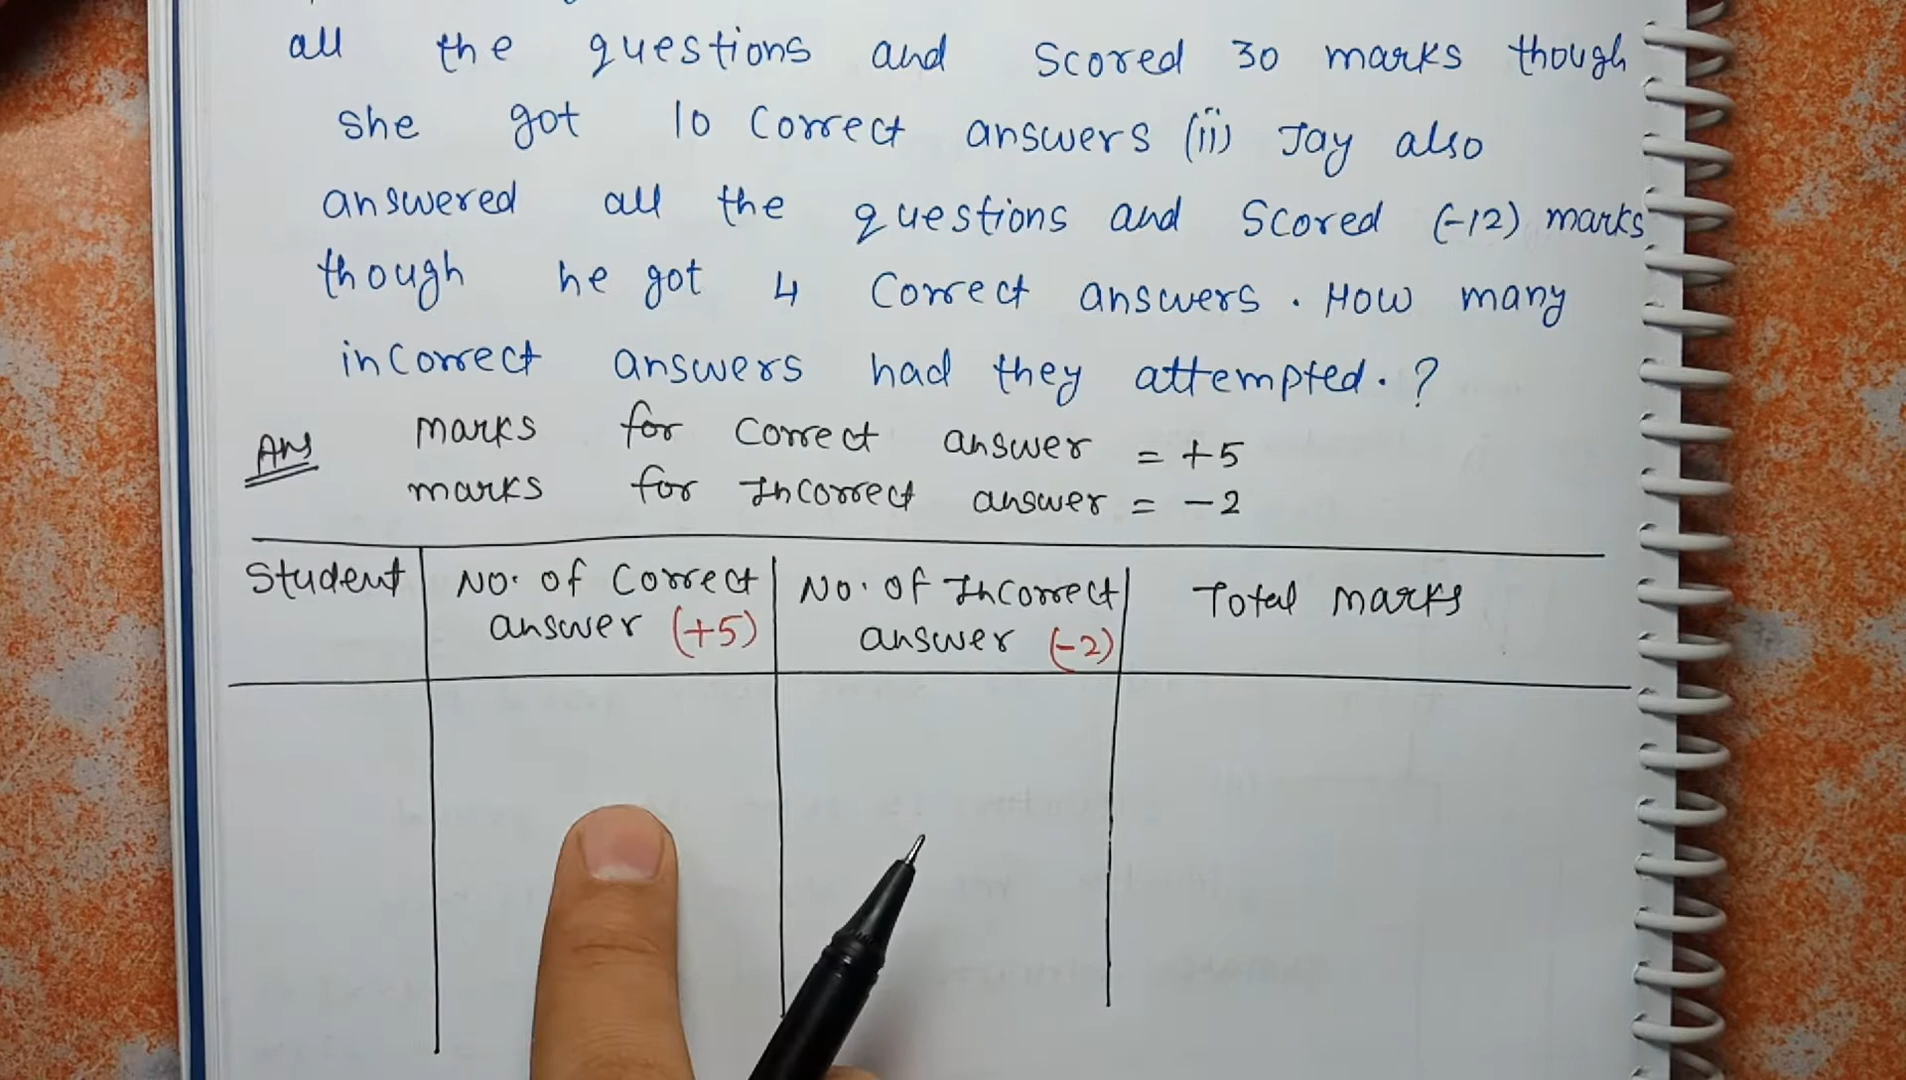 all the questions and scored 30 marks though
she got 10 correct answers (ii) Jay also
answered all the questions and scored (-12) marks
though he got 4 correct answers. How many
incorrect answers had they attempted.?
Ans marks for correct answer = +5
marks for Incorrect answer = -2
Student No. of correct answer (+5) No. of Incorrect answer (-2) Total marks